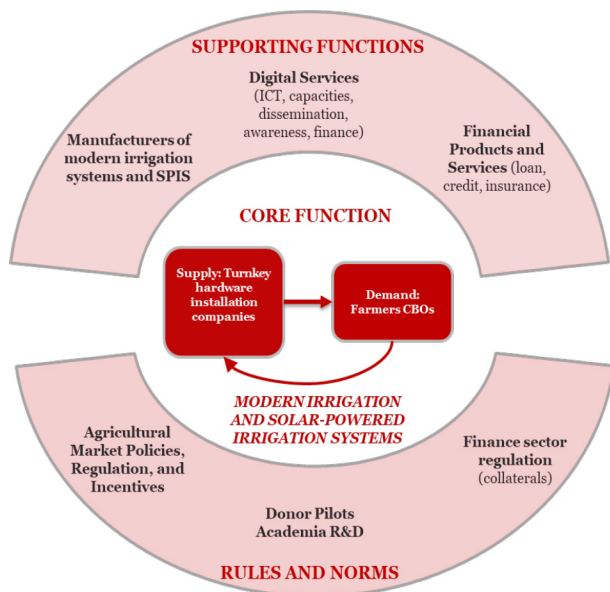 SUPPORTING FUNCTIONS
Digital Services
(ICT, capacities,
dissemination,
awareness, finance)
Manufacturers of
modern irrigation
systems and SPIS
Financial
Products and
Services (loan,
credit, insurance)
CORE FUNCTION
Supply: Turnkey
hardware
installation
companies
Demand:
Farmers CBOs
MODERN IRRIGATION
AND SOLAR-POWERED
IRRIGATION SYSTEMS
Agricultural
Market Policies,
Regulation, and
Incentives
Finance sector
regulation
(collaterals)
Donor Pilots
Academia R&D
RULES AND NORMS